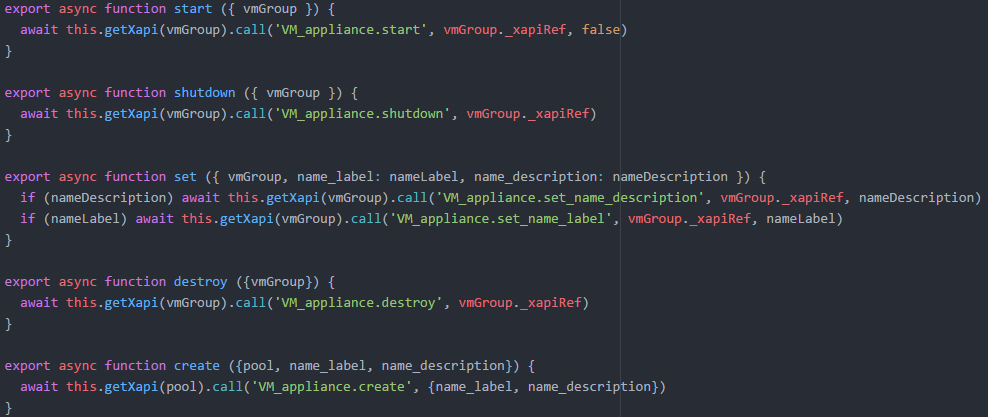 export async function start ({ vmGroup }) {
  await this.getXapi(vmGroup).call('VM_appliance.start', vmGroup._xapiRef, false)
}

export async function shutdown ({ vmGroup }) {
  await this.getXapi(vmGroup).call('VM_appliance.shutdown', vmGroup._xapiRef)
}

export async function set ({ vmGroup, name_label: nameLabel, name_description: nameDescription }) {
  if (nameDescription) await this.getXapi(vmGroup).call('VM_appliance.set_name_description', vmGroup._xapiRef, nameDescription)
  if (nameLabel) await this.getXapi(vmGroup).call('VM_appliance.set_name_label', vmGroup._xapiRef, nameLabel)
}

export async function destroy ({vmGroup}) {
  await this.getXapi(vmGroup).call('VM_appliance.destroy', vmGroup._xapiRef)
}

export async function create ({pool, name_label, name_description}) {
  await this.getXapi(pool).call('VM_appliance.create', {name_label, name_description})
}